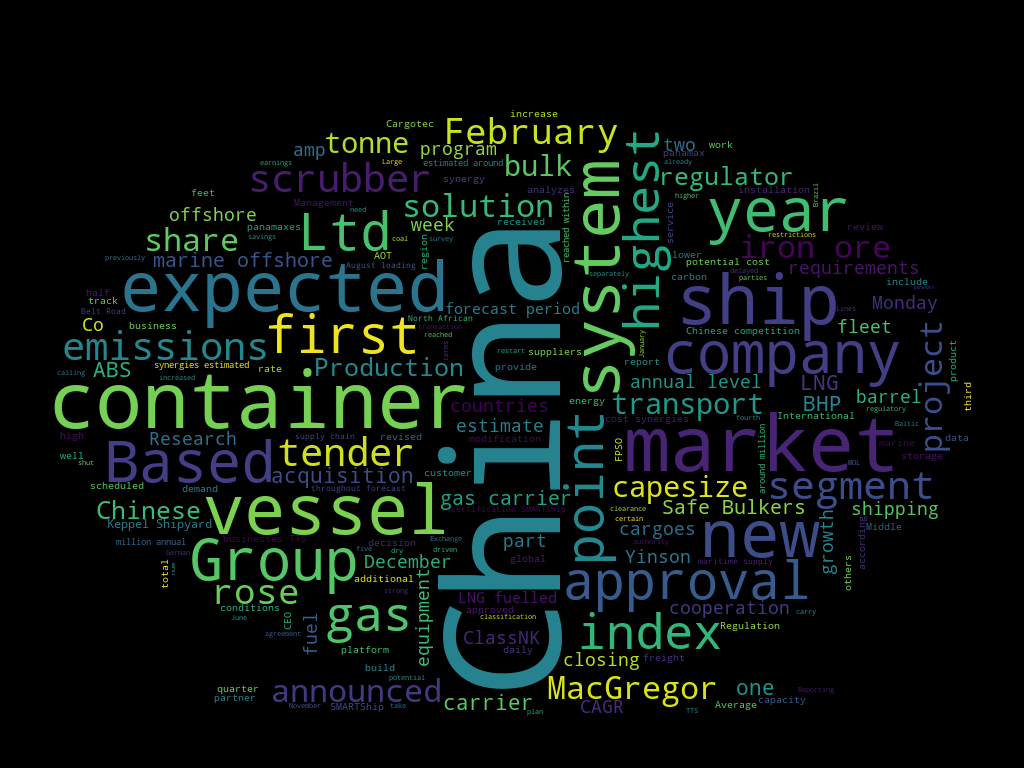 increase
Cargotec
February
tonne
amp
program
two
work
panamax
already
earnings
Large
estimated around
bulk
highest
system
China
regulator
scrubber
synergy
analyzes
installation
Brazil
higher
feet
Management
need
solution
received
reached within
service
year
offshore
panamaxes
savings
Ltd
week
coal
survey
region
restrictions
review
share
lower
iron ore
previously
marine offshore
AOT
August loading
potential cost
requirements
delayed
parties
separately
carbon
include
expected
half
track
Belt Road
forecast period
ship
Monday
Co
business
first
North African
transaction
reached
terms
Chinese competition
fleet
Lines
January
project
emissions
synergies estimated
rate
restart
suppliers
company
report
product
calling
ABS
increased
Production
provide
energy
annual level
LNG
barrel
third
container
countries
transport
BHP
cost synergies
fourth
International
regulatory
Baltic
high
Research
supply chain
revised
estimate
modification
point
FPSO
market
marine
data
well
shut
Based
tender
acquisition
customer
around million
MOL
storage
scheduled
demand
throughout forecast
gas carrier
capesize
segment
Chinese
vessel
certification SMARTship
clearance
certain
Safe Bulkers
shipping
Keppel Shipyard
million annual
businesses TTS
decision
Exchange
driven
part
cargoes
new
growth
Middle
according
authority
German
Group
five
dry
December
global
Yinson
maritime supply
others
total
additional
strong
approval
rose
equipment
LNG fuelled
approved
cooperation
carry
conditions
June
CEO
gas
classification
index
Regulation
agreement
fuel
ClassNK
daily
platform
closing
freight
build
potential
quarter
partner
announced
MacGregor
one
Reporting
November
SMARTShip
take
carrier
plan
CAGR
TTS
Average
capacity